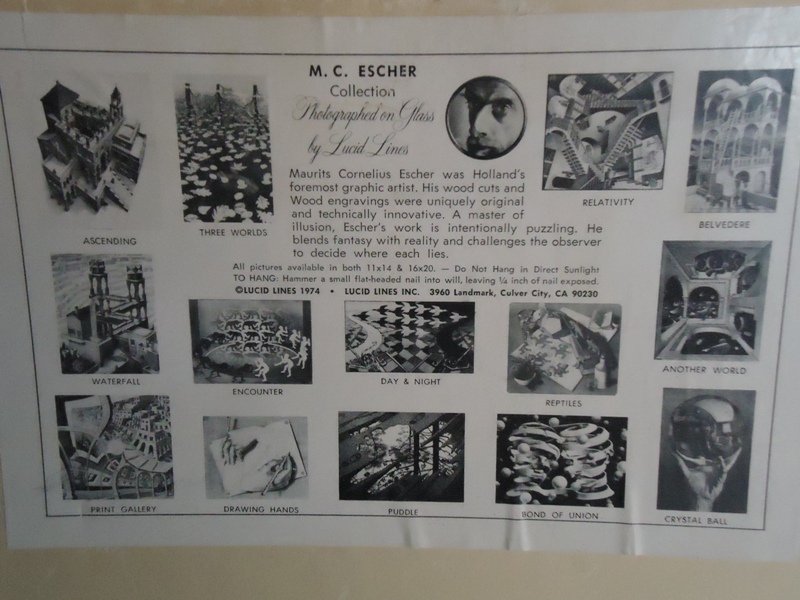 M. C. ESCHER
Collection
Photographed on Glass
by Lucid Lines
Maurits Cornelius Escher was Holland's
foremost graphic artist. His wood cuts and
Wood engravings were uniquely original
and technically innovative. A master of
illusion, Escher's work is intentionally puzzling. He
blends fantasy with reality and challenges the observer
to decide where each lies.
All pictures available in both 11x14 & 16x20. — Do Not Hang in Direct Sunlight
TO HANG: Hammer a small flat-headed nail into will, leaving ¼ inch of nail exposed.
©LUCID LINES 1974 • LUCID LINES INC. 3960 Landmark, Culver City, CA 90230
ASCENDING
THREE WORLDS
RELATIVITY
BELVEDERE
WATERFALL
ENCOUNTER
DAY & NIGHT
REPTILES
ANOTHER WORLD
PRINT GALLERY
DRAWING HANDS
PUDDLE
BOND OF UNION
CRYSTAL BALL